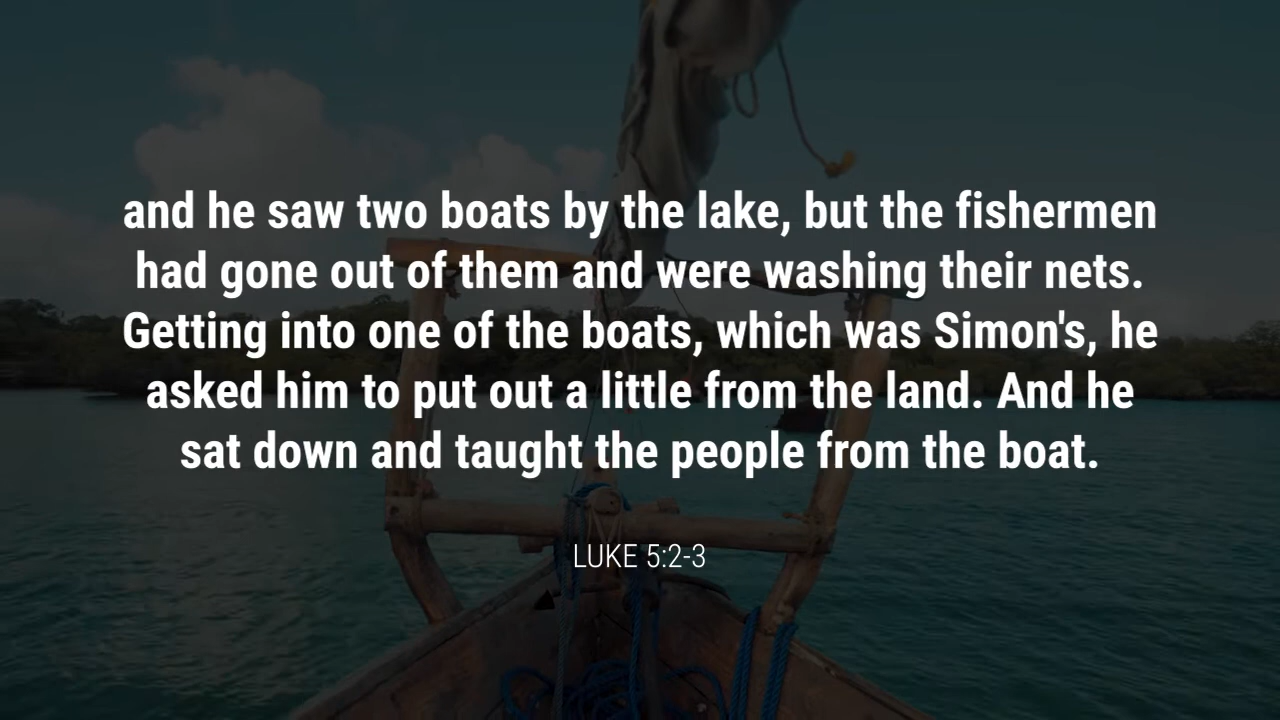 and he saw two boats by the lake, but the fishermen
had gone out of them and were washing their nets.
Getting into one of the boats, which was Simon's, he
asked him to put out a little from the land. And he
sat down and taught the people from the boat.
LUKE 5:2-3